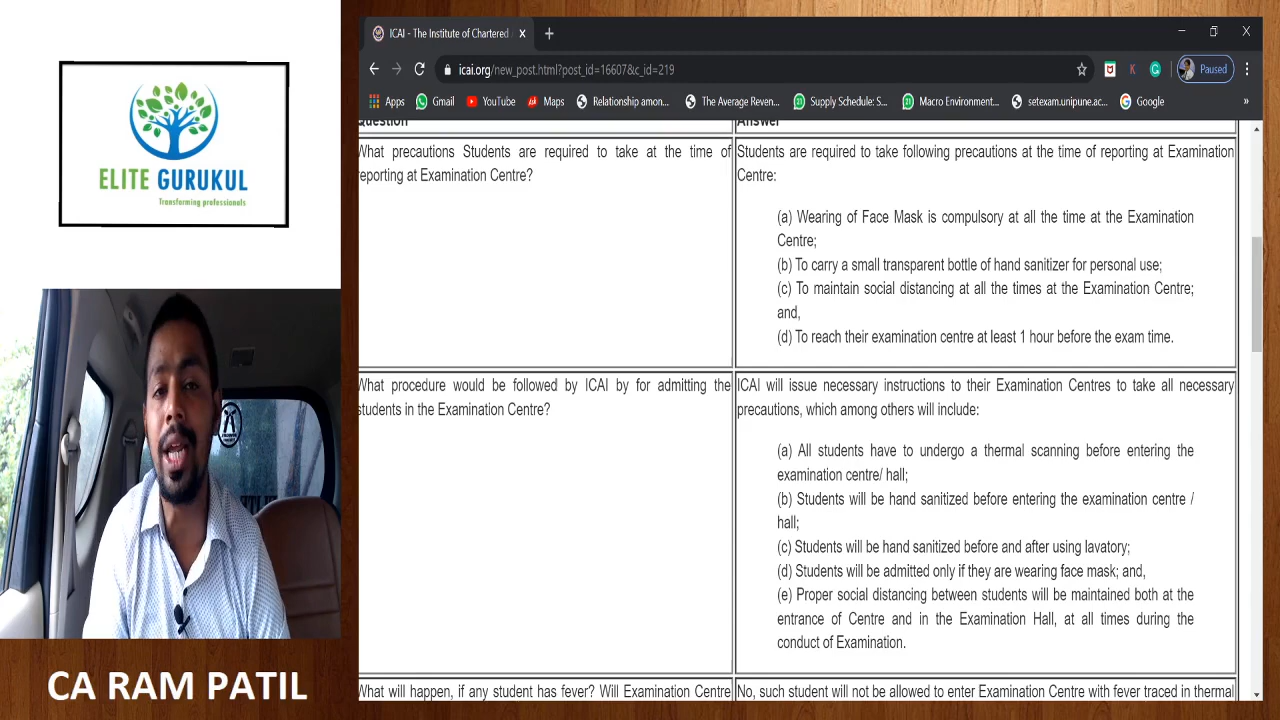 ELITE GURUKUL
Transforming professionals
CA RAM PATIL
ICAI - The Institute of Chartered
icai.org/new_post.html?post_id=16607&c_id=219
Paused
Apps
Gmail
YouTube
Maps
Relationship amon...
The Average Reven...
Supply Schedule: S...
Macro Environment...
setexam.unipune.ac...
Google
»
Question
Answer
What precautions Students are required to take at the time of
reporting at Examination Centre?
Students are required to take following precautions at the time of reporting at Examination
Centre:
(a) Wearing of Face Mask is compulsory at all the time at the Examination
Centre;
(b) To carry a small transparent bottle of hand sanitizer for personal use;
(c) To maintain social distancing at all the times at the Examination Centre;
and,
(d) To reach their examination centre at least 1 hour before the exam time.
What procedure would be followed by ICAI by for admitting the
students in the Examination Centre?
ICAI will issue necessary instructions to their Examination Centres to take all necessary
precautions, which among others will include:
(a) All students have to undergo a thermal scanning before entering the
examination centre/ hall;
(b) Students will be hand sanitized before entering the examination centre /
hall;
(c) Students will be hand sanitized before and after using lavatory;
(d) Students will be admitted only if they are wearing face mask; and,
(e) Proper social distancing between students will be maintained both at the
entrance of Centre and in the Examination Hall, at all times during the
conduct of Examination.
What will happen, if any student has fever? Will Examination Centre
No, such student will not be allowed to enter Examination Centre with fever traced in thermal